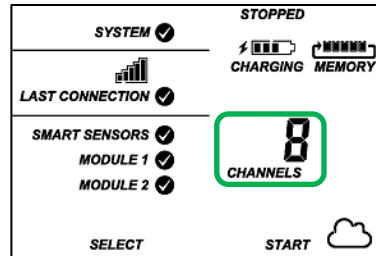 STOPPED
SYSTEM
CHARGING MEMORY
LAST CONNECTION
SMART SENSORS
MODULE 1
MODULE 2
8
CHANNELS
SELECT
START